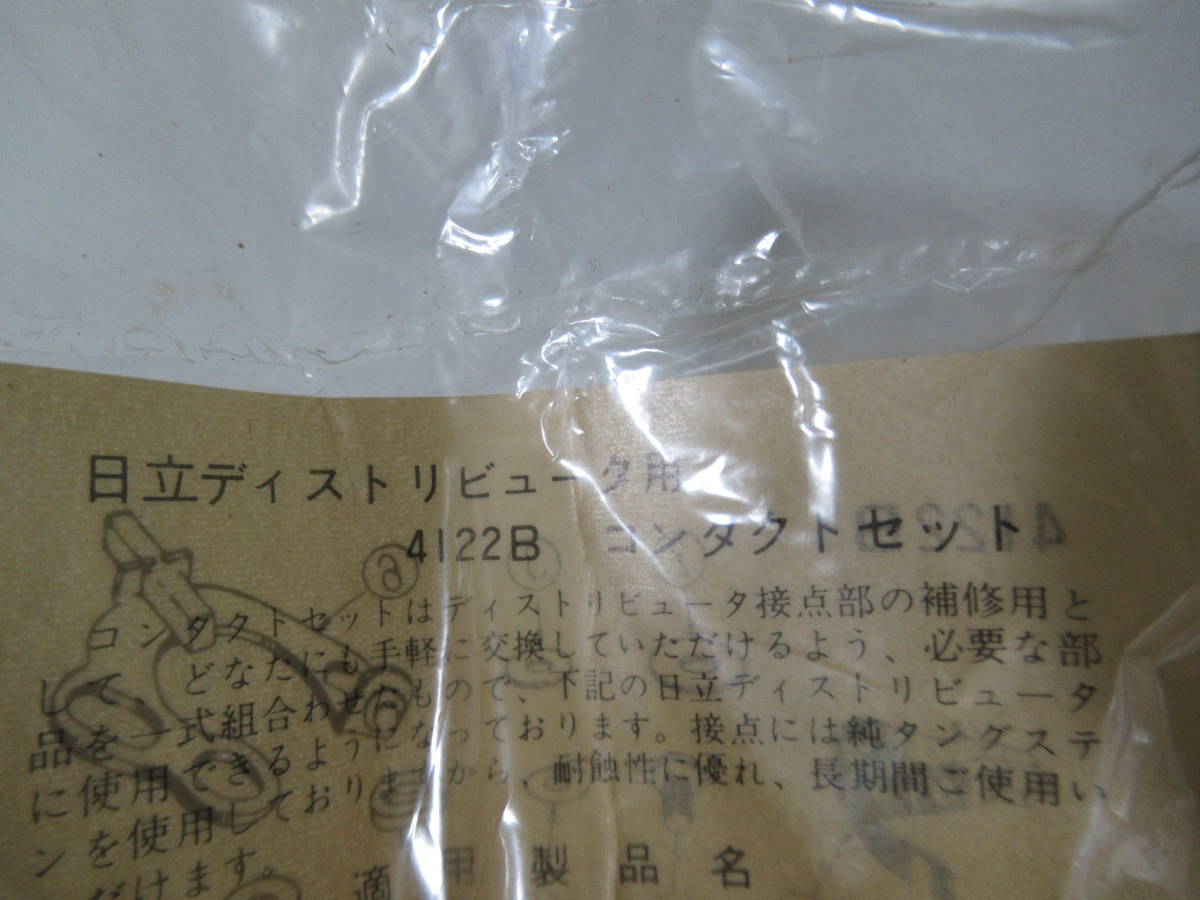 日立ディストリビュータ用
4122B コンタクトセット
コンタクトセットはディストリビュータ接点部の補修用と
して、どなたにも手軽に交換していただけるよう、必要な部
品を一式組合わせたもので、下記の日立ディストリビュータ
に使用できるようになっております。接点には純タングステ
ンを使用しておりますから、耐蝕性に優れ、長期間ご使用い
だけます。
適用製品名